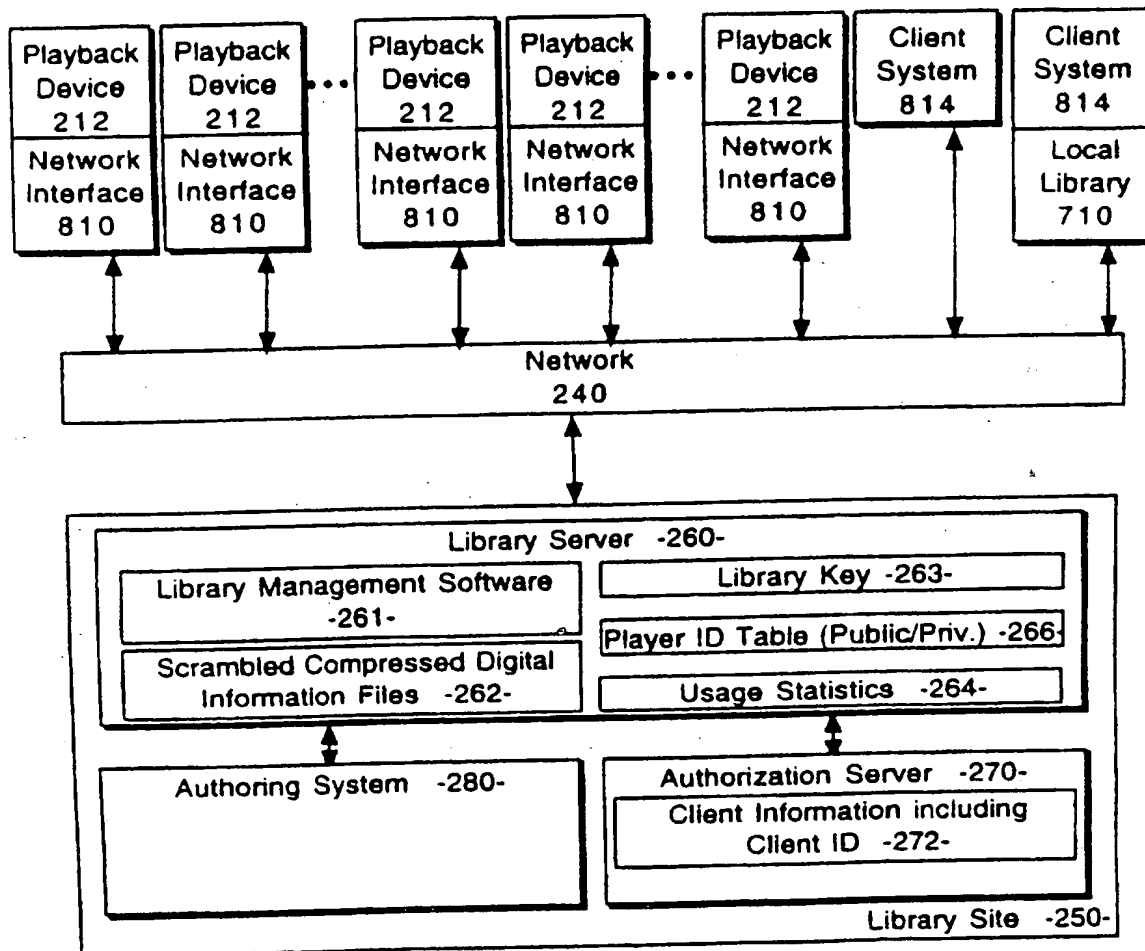 Playback
Device
212
Network
Interface
810
Playback
Device
212
Network
Interface
810
Playback
Device
212
Network
Interface
810
Playback
Device
212
Network
Interface
810
Playback
Device
212
Network
Interface
810
Client
System
814
Client
System
814
Local
Library
710
Network
240
Library Server -260-
Library Management Software
-261-
Scrambled Compressed Digital
Information Files -262-
Library Key -263-
Player ID Table (Public/Priv.) -266-
Usage Statistics -264-
Authoring System -280-
Authorization Server -270-
Client Information including
Client ID -272-
Library Site -250-